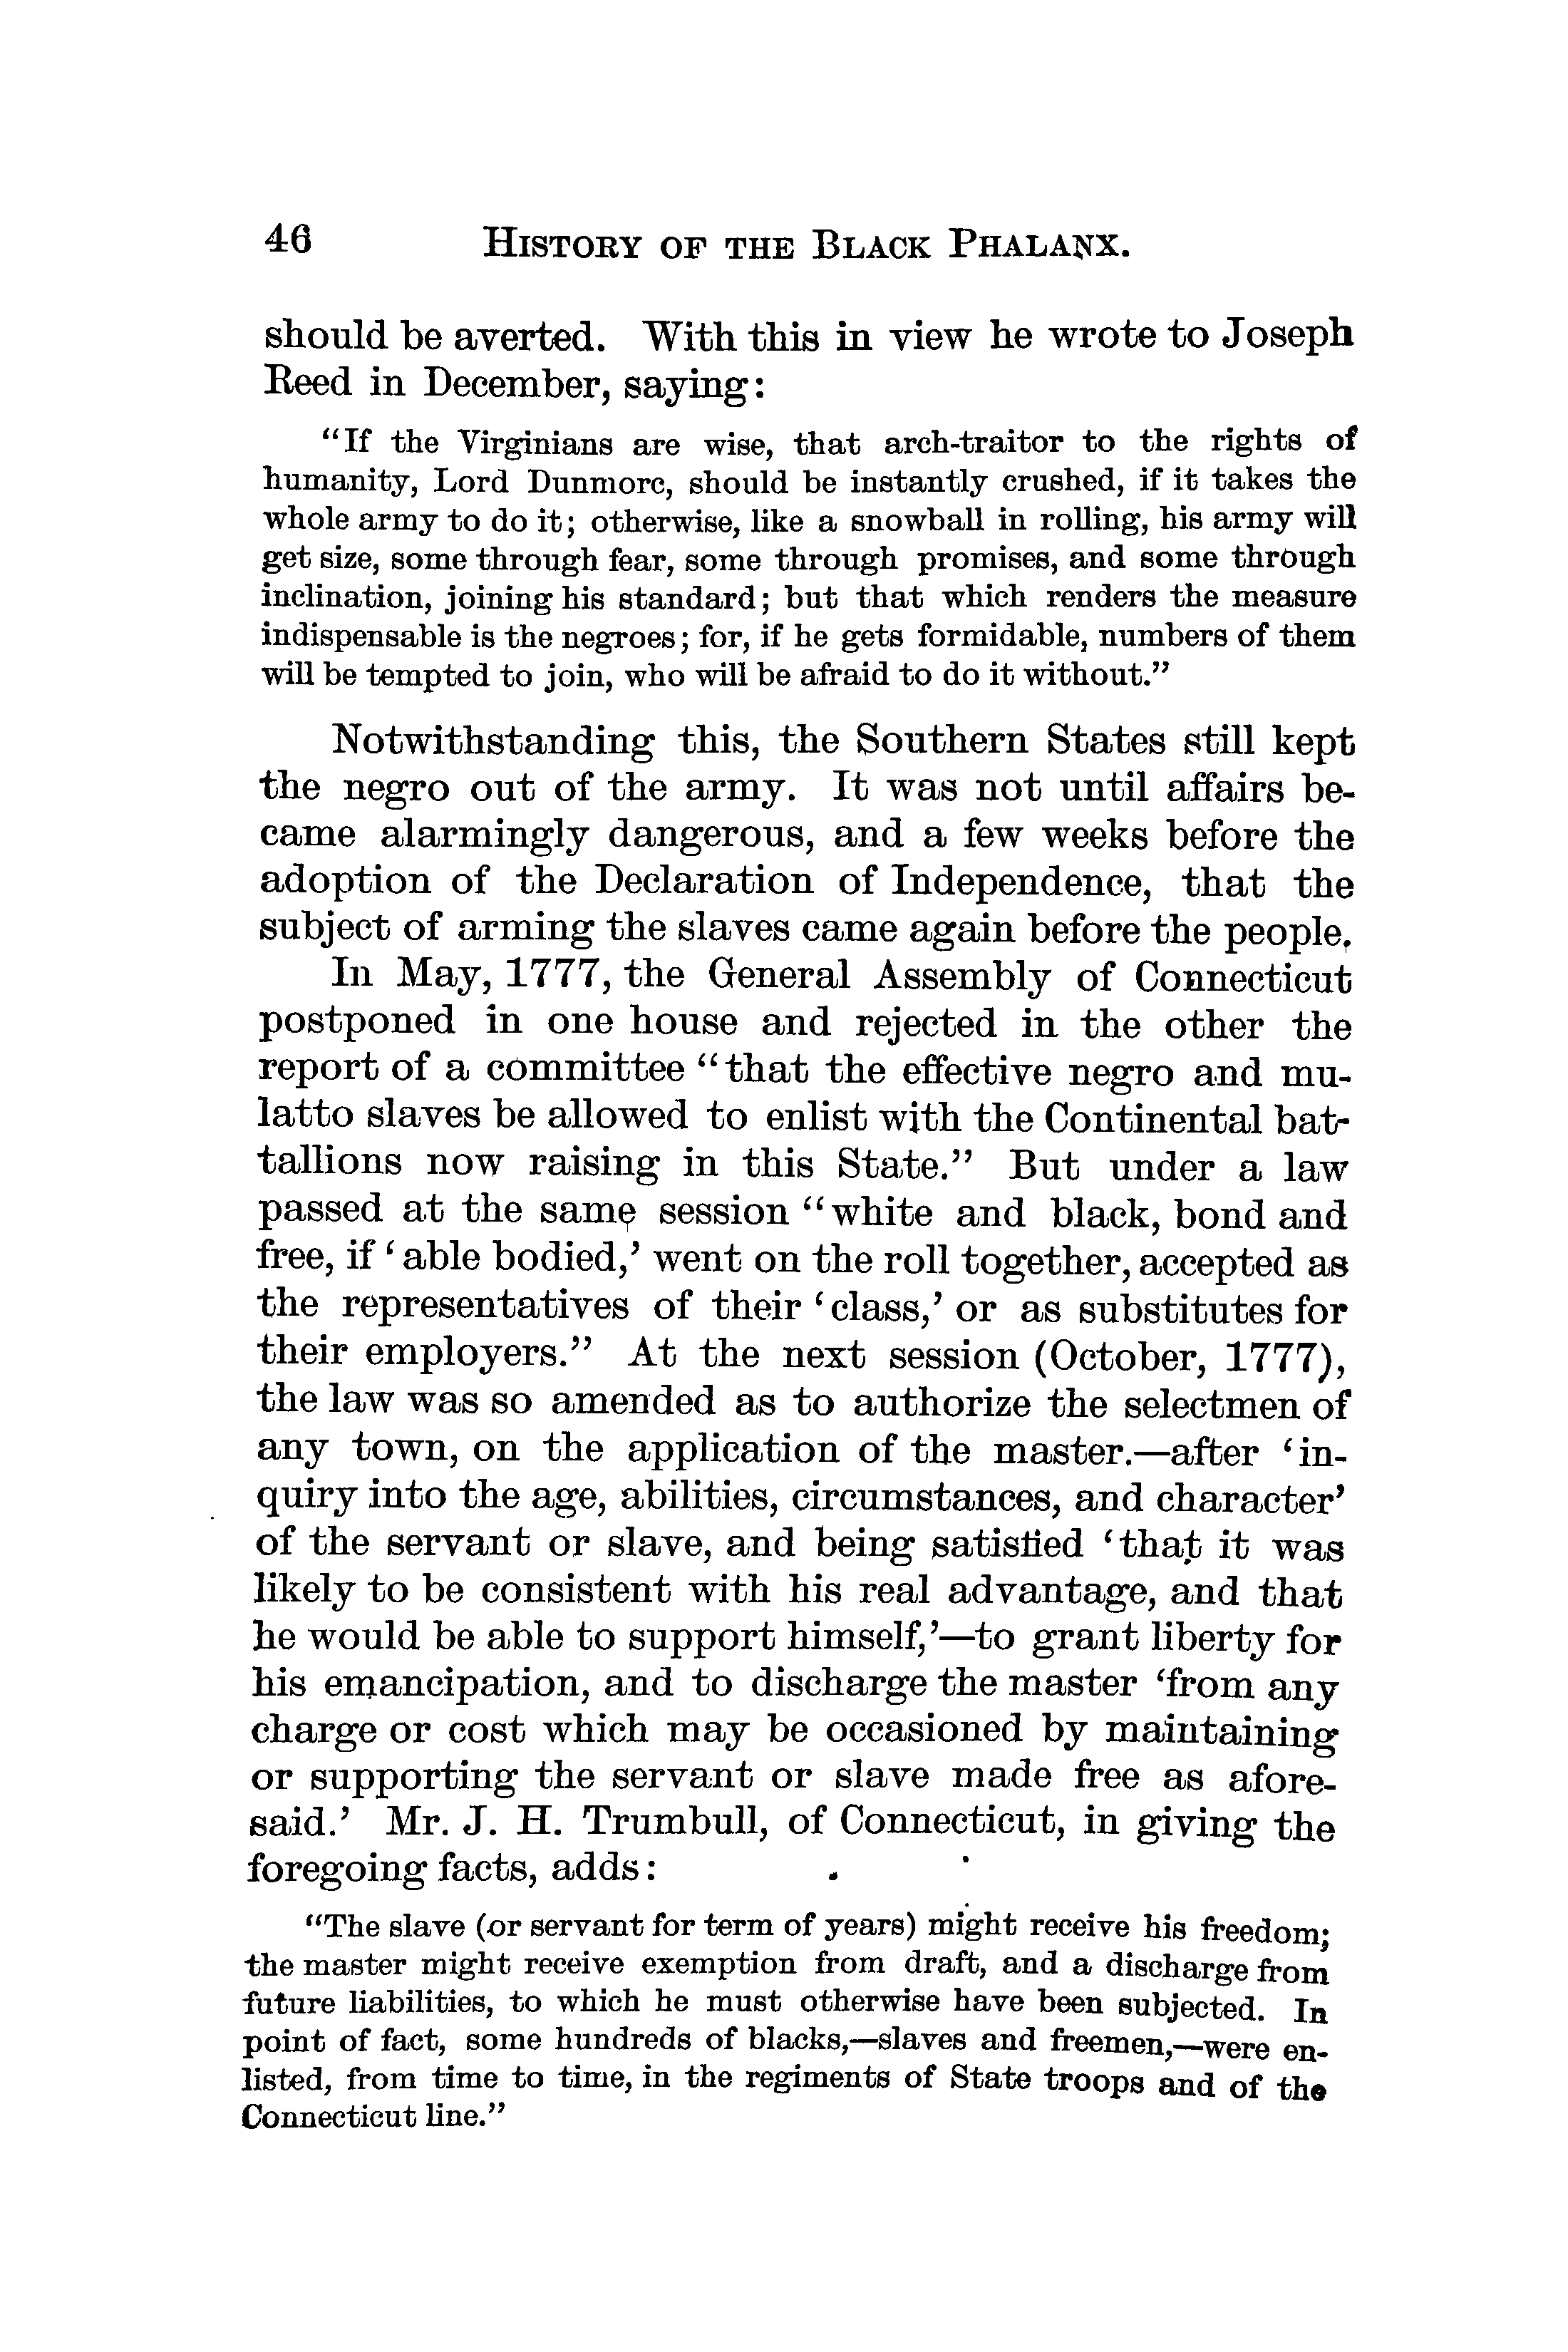 46 HISTORY OF THE BLACK PHALANX.
should be averted. With this in view he wrote to Joseph
Reed in December, saying:
"If the Virginians are wise, that arch-traitor to the rights of
humanity, Lord Dunmore, should be instantly crushed, if it takes the
whole army to do it; otherwise, like a snowball in rolling, his army will
get size, some through fear, some through promises, and some through
inclination, joining his standard; but that which renders the measure
indispensable is the negroes; for, if he gets formidable, numbers of them
will be tempted to join, who will be afraid to do it without."
Notwithstanding this, the Southern States still kept
the negro out of the army. It was not until affairs be-
came alarmingly dangerous, and a few weeks before the
adoption of the Declaration of Independence, that the
subject of arming the slaves came again before the people.
In May, 1777, the General Assembly of Connecticut
postponed in one house and rejected in the other the
report of a committee "that the effective negro and mu-
latto slaves be allowed to enlist with the Continental bat-
tallions now raising in this State." But under a law
passed at the same session "white and black, bond and
free, if 'able bodied,' went on the roll together, accepted as
the representatives of their 'class,' or as substitutes for
their employers." At the next session (October, 1777),
the law was so amended as to authorize the selectmen of
any town, on the application of the master.—after 'in-
quiry into the age, abilities, circumstances, and character'
of the servant or slave, and being satisfied 'that it was
likely to be consistent with his real advantage, and that
he would be able to support himself,'—to grant liberty for
his emancipation, and to discharge the master 'from any
charge or cost which may be occasioned by maintaining
or supporting the servant or slave made free as afore-
said.' Mr. J. H. Trumbull, of Connecticut, in giving the
foregoing facts, adds:
"The slave (or servant for term of years) might receive his freedom;
the master might receive exemption from draft, and a discharge from
future liabilities, to which he must otherwise have been subjected. In
point of fact, some hundreds of blacks,—slaves and freemen,—were en-
listed, from time to time, in the regiments of State troops and of the
Connecticut line."